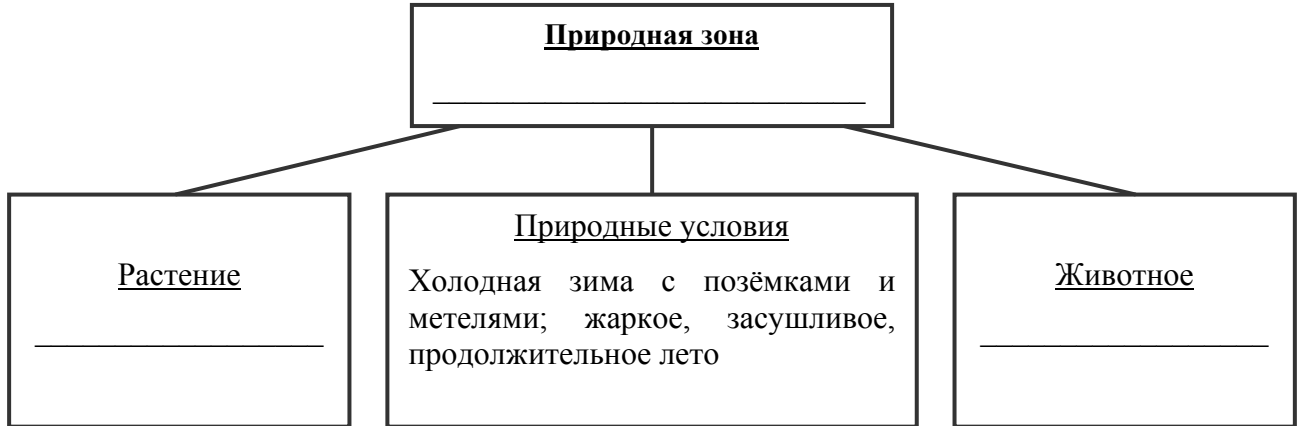 Природная зона
Растение
Природные условия
Холодная зима с позёмками и
метелями; жаркое, засушливое,
продолжительное лето
Животное